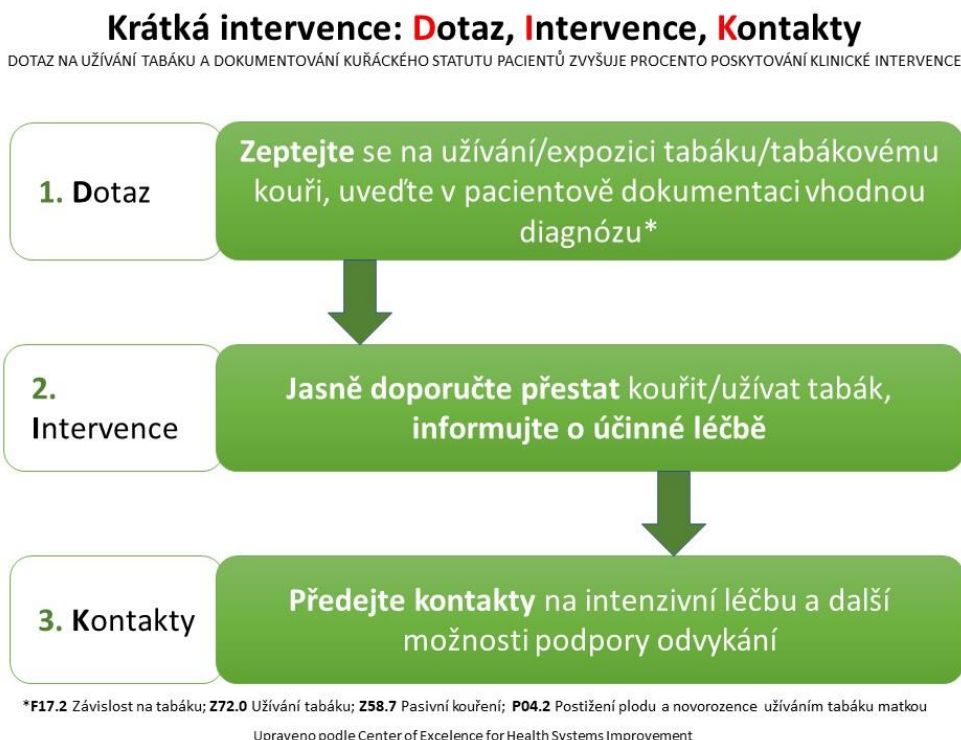 Krátká intervence: Dotaz, Intervence, Kontakty
DOTAZ NA UŽÍVÁNÍ TABÁKU A DOKUMENTOVÁNÍ KUŘÁCKÉHO STATUTU PACIENTŮ ZVYŠUJE PROCENTO POSKYTOVÁNÍ KLINICKÉ INTERVENCE
1. Dotaz
Zeptejte se na užívání/expozici tabáku/tabákovému
kouři, uveďte v pacientově dokumentaci vhodnou
diagnózu*
2.
Intervence
Jasně doporučte přestat kouřit/užívat tabák,
informujte o účinné léčbě
3. Kontakty
Předejte kontakty na intenzivní léčbu a další
možnosti podpory odvykání
*F17.2 Závislost na tabáku; Z72.0 Užívání tabáku; Z58.7 Pasivní kouření; P04.2 Postižení plodu a novorozence užíváním tabáku matkou
Upraveno podle Center of Excelence for Health Systems Improvement